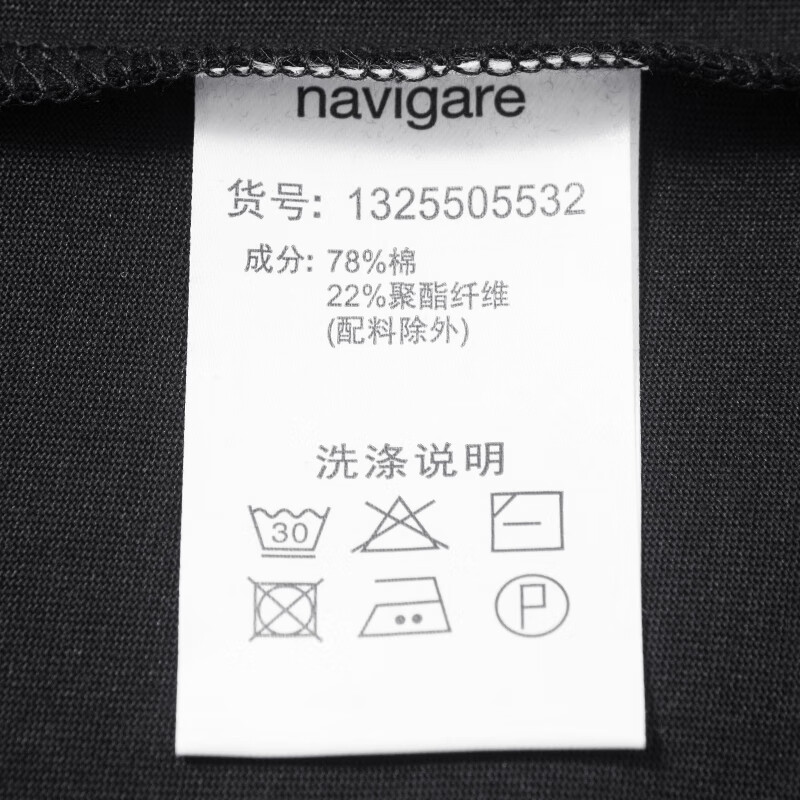 navigare
货号: 1325505532
成分: 78%棉
22%聚酯纤维
(配料除外)
洗涤说明
30
P